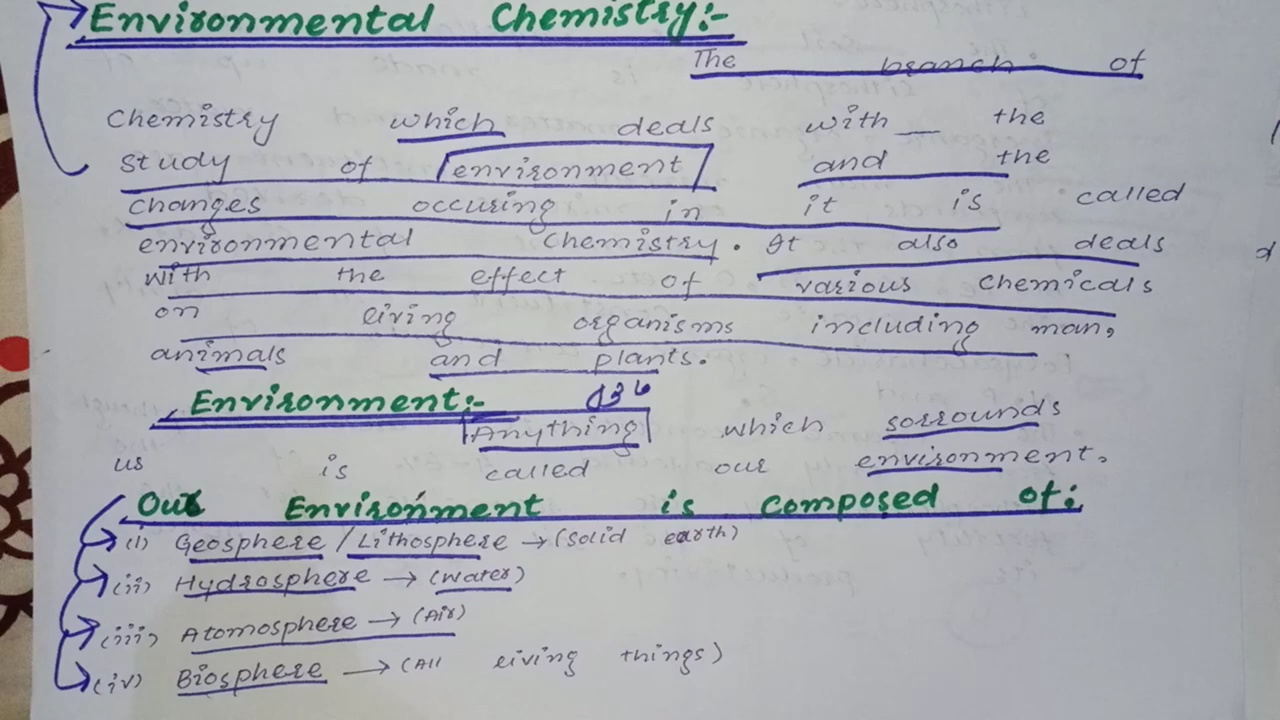 Environmental Chemistry:-
The branch of
Chemistry which deals with the
study of environment and the
changes occuring in it is called
environmental chemistry. It also deals
with the effect of various chemicals
on living organisms including man,
animals and plants.
Environment:-
Anything which sorrounds
us is called our environment.
Our Environment is composed of:
(i) Geosphere / Lithosphere → (Solid earth)
(ii) Hydrosphere → (Water)
(iii) Atomosphere → (Air)
(iv) Biosphere → (All living things)